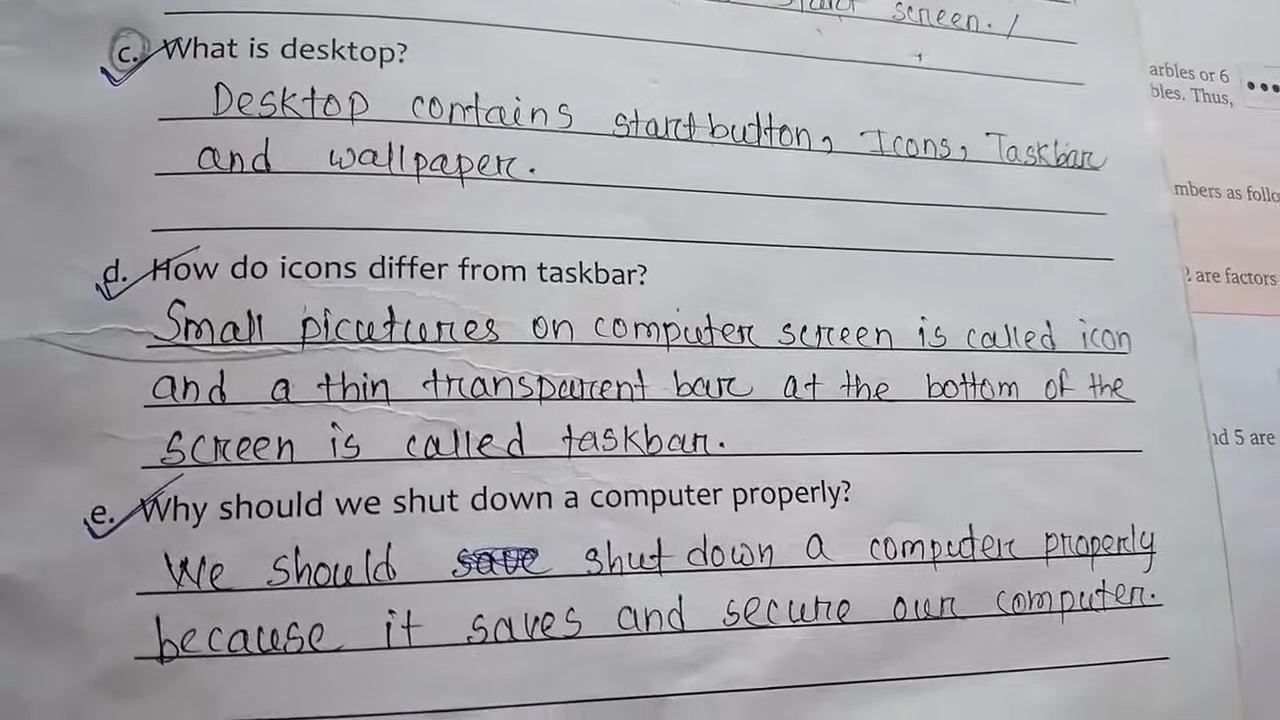 screen. /
c. What is desktop?
Desktop contains start button, Icons, Taskbar
and wallpaper.
d. How do icons differ from taskbar?
Small picutures on computer screen is called icon
and a thin transparent bar at the bottom of the
screen is called taskbar.
e. Why should we shut down a computer properly?
We should save shut down a computer properly
because it saves and secure our computer.
arbles or 6
bles. Thus,
mbers as follo
2 are factors
nd 5 are